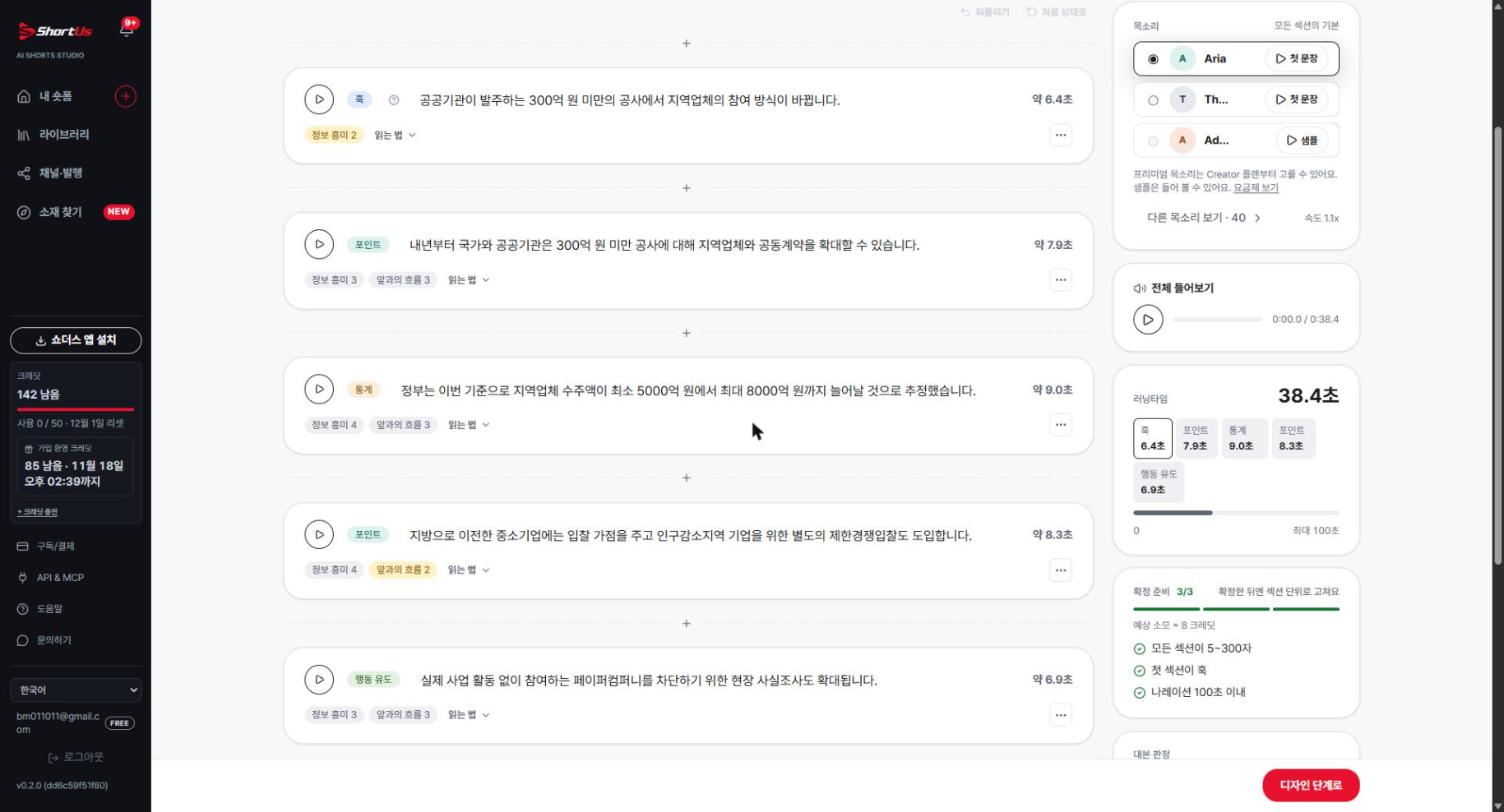 ShortUs
9+
AI SHORTS STUDIO
내 숏폼
라이브러리
채널·발행
소재 찾기 NEW
쇼더스 앱 설치
크레딧
142 남음
사용 0 / 50 · 12월 1일 리셋
가입 환영 크레딧
85 남음 · 11월 18일
오후 02:39까지
+ 크레딧 충전
구독/결제
API & MCP
도움말
문의하기
한국어
bm011011@gmail.c
om
FREE
로그아웃
v0.2.0 (dd6c59f51f80)
되돌리기 처음 상태로
+
훅 공공기관이 발주하는 300억 원 미만의 공사에서 지역업체의 참여 방식이 바뀝니다. 약 6.4초
정보 흥미 2 읽는 법
+
포인트 내년부터 국가와 공공기관은 300억 원 미만 공사에 대해 지역업체와 공동계약을 확대할 수 있습니다. 약 7.9초
정보 흥미 3 앞과의 흐름 3 읽는 법
+
통계 정부는 이번 기준으로 지역업체 수주액이 최소 5000억 원에서 최대 8000억 원까지 늘어날 것으로 추정했습니다. 약 9.0초
정보 흥미 4 앞과의 흐름 3 읽는 법
+
포인트 지방으로 이전한 중소기업에는 입찰 가점을 주고 인구감소지역 기업을 위한 별도의 제한경쟁입찰도 도입합니다. 약 8.3초
정보 흥미 4 앞과의 흐름 2 읽는 법
+
행동 유도 실제 사업 활동 없이 참여하는 페이퍼컴퍼니를 차단하기 위한 현장 사실조사도 확대됩니다. 약 6.9초
정보 흥미 3 앞과의 흐름 3 읽는 법
목소리 모든 섹션의 기본
A Aria 첫 문장
T Th... 첫 문장
A Ad... 샘플
프리미엄 목소리는 Creator 플랜부터 고를 수 있어요.
샘플은 들어 볼 수 있어요. 요금제 보기
다른 목소리 보기 · 40 속도 1.1x
전체 들어보기
0:00.0 / 0:38.4
러닝타임 38.4초
훅 포인트 통계 포인트
6.4초 7.9초 9.0초 8.3초
행동 유도
6.9초
0 최대 100초
확정 준비 3/3 확정한 뒤엔 섹션 단위로 고쳐요
예상 소모 ≈ 8 크레딧
모든 섹션이 5~300자
첫 섹션이 훅
나레이션 100초 이내
대본 판정
디자인 단계로